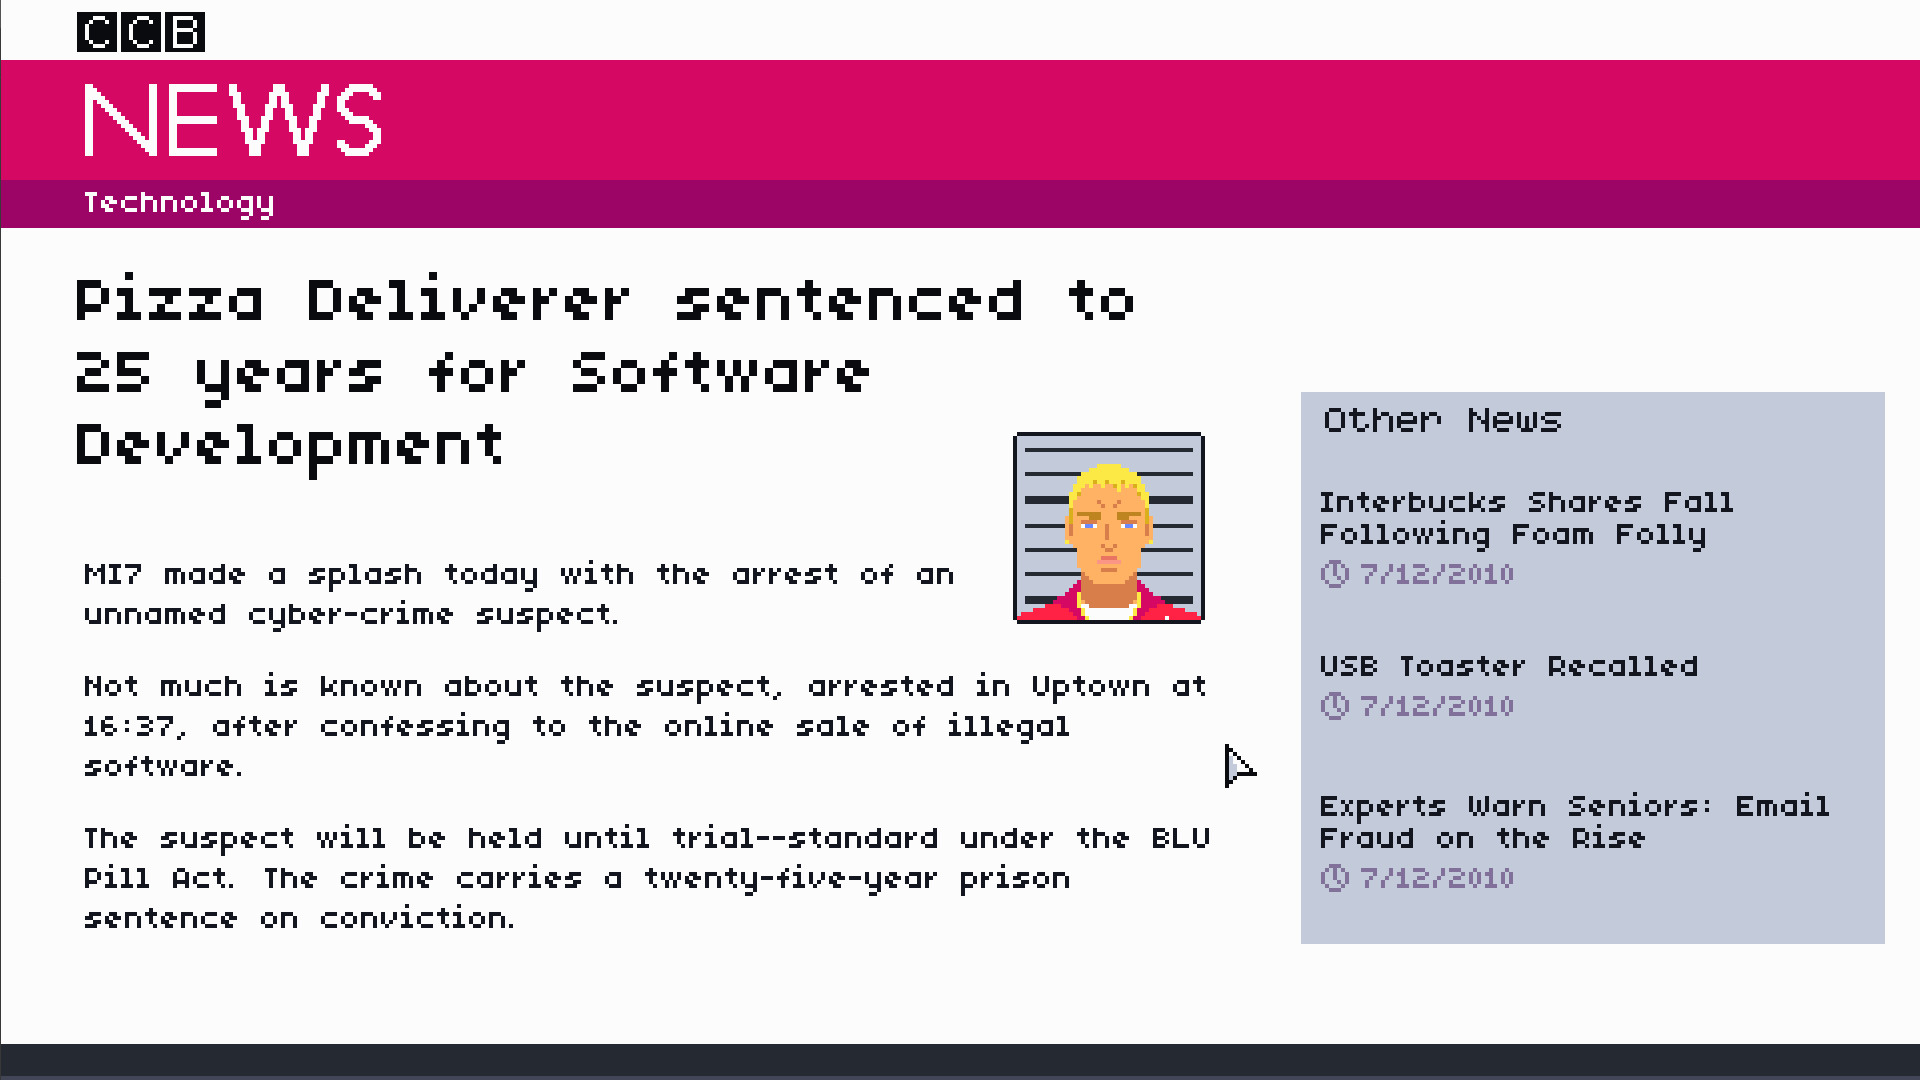 CCB
NEWS
Technology
Pizza Deliverer sentenced to
25 years for Software
Development
MI7 made a splash today with the arrest of an
unnamed cyber-crime suspect.
Not much is known about the suspect, arrested in Uptown at
16:37, after confessing to the online sale of illegal
software.
The suspect will be held until trial--standard under the BLU
Pill Act. The crime carries a twenty-five-year prison
sentence on conviction.
Other News
Interbucks Shares Fall
Following Foam Folly
7/12/2010
USB Toaster Recalled
7/12/2010
Experts Warn Seniors: Email
Fraud on the Rise
7/12/2010